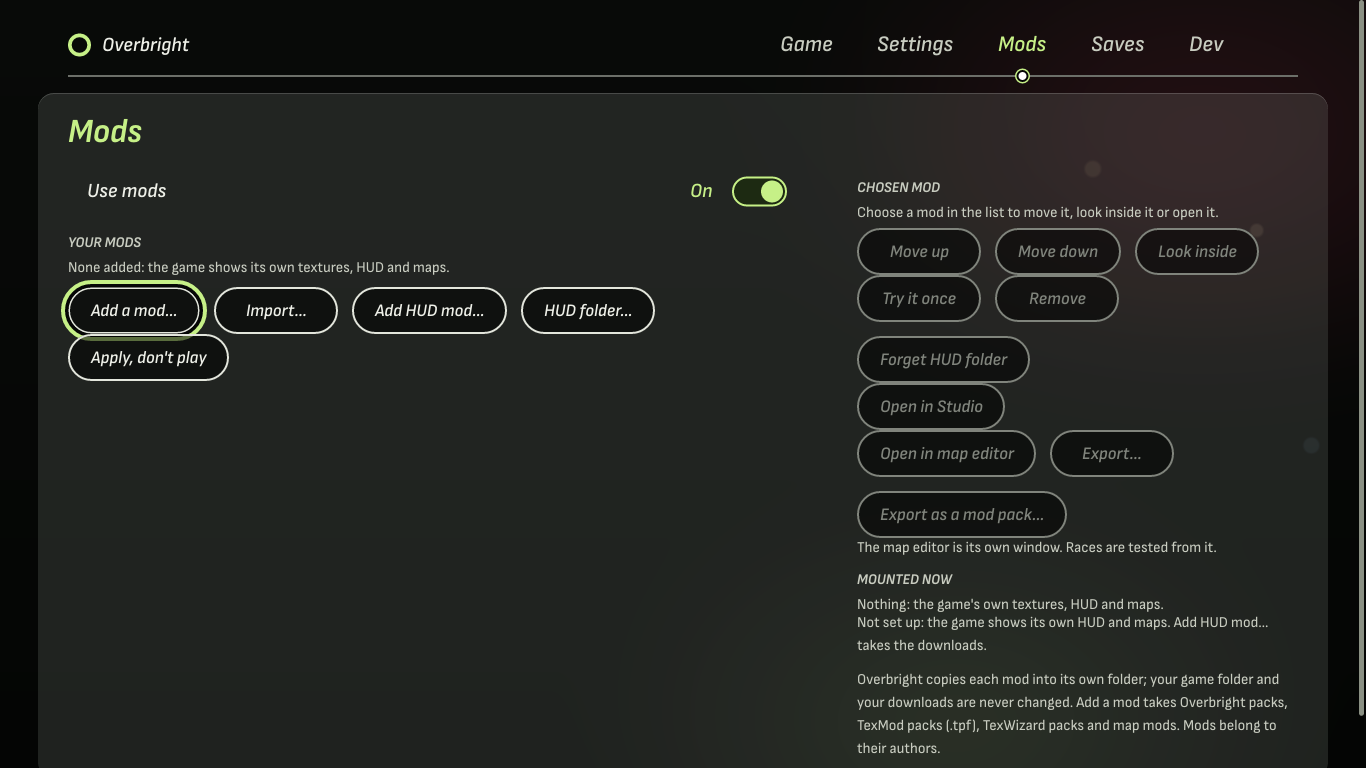 Overbright
Game Settings Mods Saves Dev
Mods
Use mods On
YOUR MODS
None added: the game shows its own textures, HUD and maps.
Add a mod... Import... Add HUD mod... HUD folder...
Apply, don't play
CHOSEN MOD
Choose a mod in the list to move it, look inside it or open it.
Move up Move down Look inside
Try it once Remove
Forget HUD folder
Open in Studio
Open in map editor Export...
Export as a mod pack...
The map editor is its own window. Races are tested from it.
MOUNTED NOW
Nothing: the game's own textures, HUD and maps.
Not set up: the game shows its own HUD and maps. Add HUD mod...
takes the downloads.
Overbright copies each mod into its own folder; your game folder and
your downloads are never changed. Add a mod takes Overbright packs,
TexMod packs (.tpf), TexWizard packs and map mods. Mods belong to
their authors.